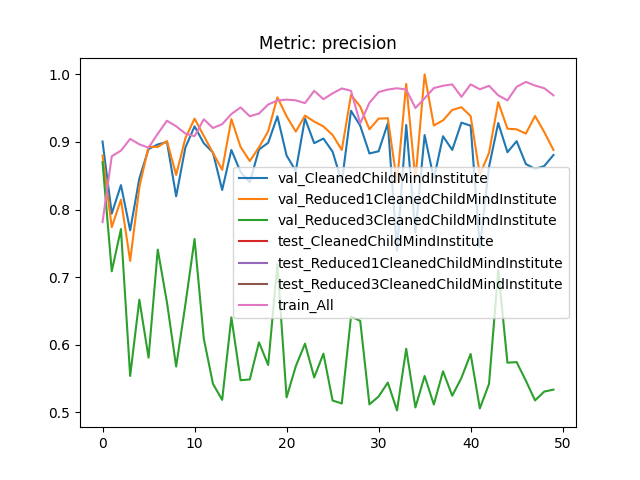 Metric: precision
1.0
0.9
0.8
0.7
0.6
0.5
val_CleanedChildMindInstitute
val_Reduced1CleanedChildMindInstitute
val_Reduced3CleanedChildMindInstitute
test_CleanedChildMindInstitute
test_Reduced1CleanedChildMindInstitute
test_Reduced3CleanedChildMindInstitute
train_All
0 10 20 30 40 50